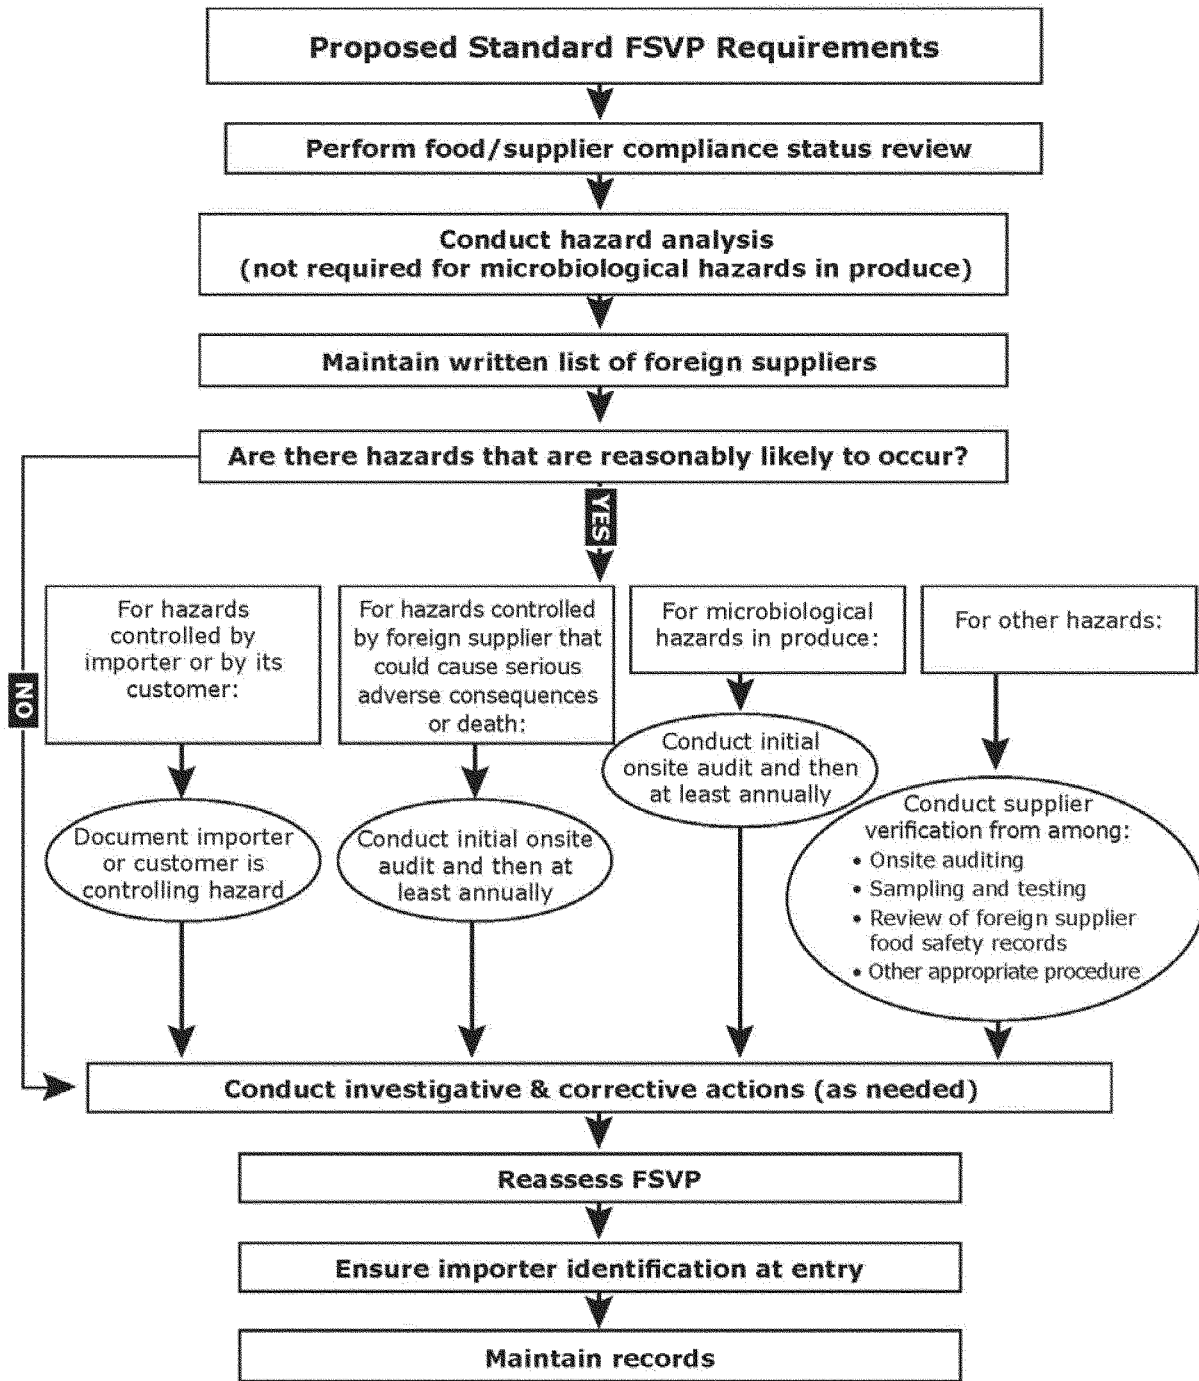 Proposed Standard FSVP Requirements
Perform food/supplier compliance status review
Conduct hazard analysis
(not required for microbiological hazards in produce)
Maintain written list of foreign suppliers
Are there hazards that are reasonably likely to occur?
YES
NO
For hazards
controlled by
importer or by its
customer:
For hazards controlled
by foreign supplier that
could cause serious
adverse consequences
or death:
For microbiological
hazards in produce:
For other hazards:
Document importer
or customer is
controlling hazard
Conduct initial onsite
audit and then at
least annually
Conduct initial
onsite audit and then
at least annually
Conduct supplier
verification from among:
• Onsite auditing
• Sampling and testing
• Review of foreign supplier
food safety records
• Other appropriate procedure
Conduct investigative & corrective actions (as needed)
Reassess FSVP
Ensure importer identification at entry
Maintain records